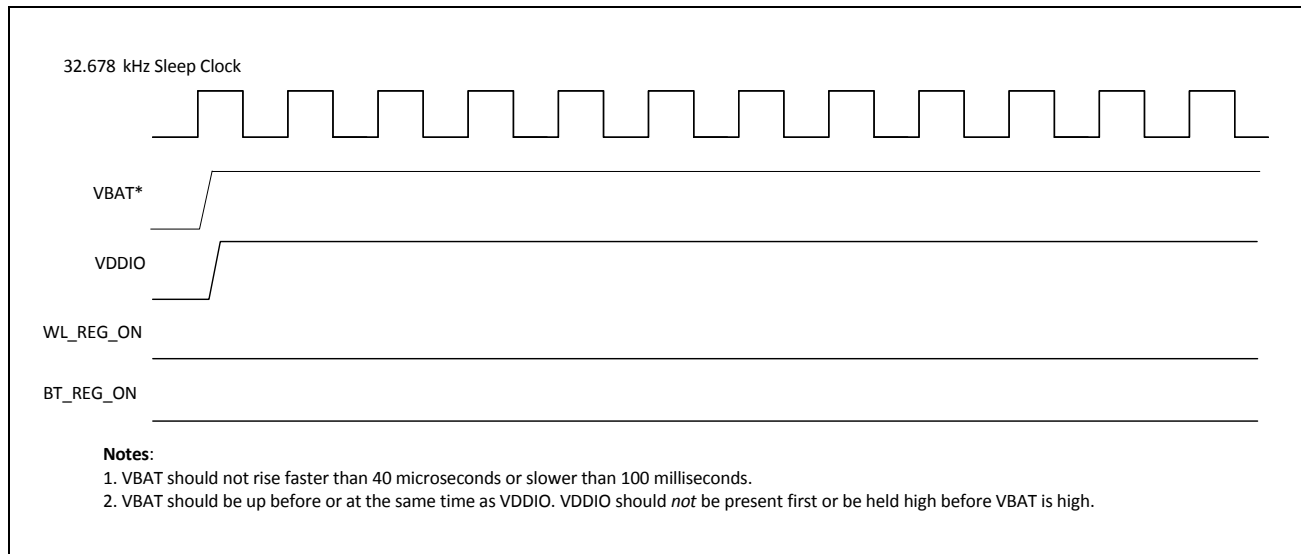 32.678 kHz Sleep Clock
VBAT*
VDDIO
WL_REG_ON
BT_REG_ON
Notes:
1. VBAT should not rise faster than 40 microseconds or slower than 100 milliseconds.
2. VBAT should be up before or at the same time as VDDIO. VDDIO should not be present first or be held high before VBAT is high.